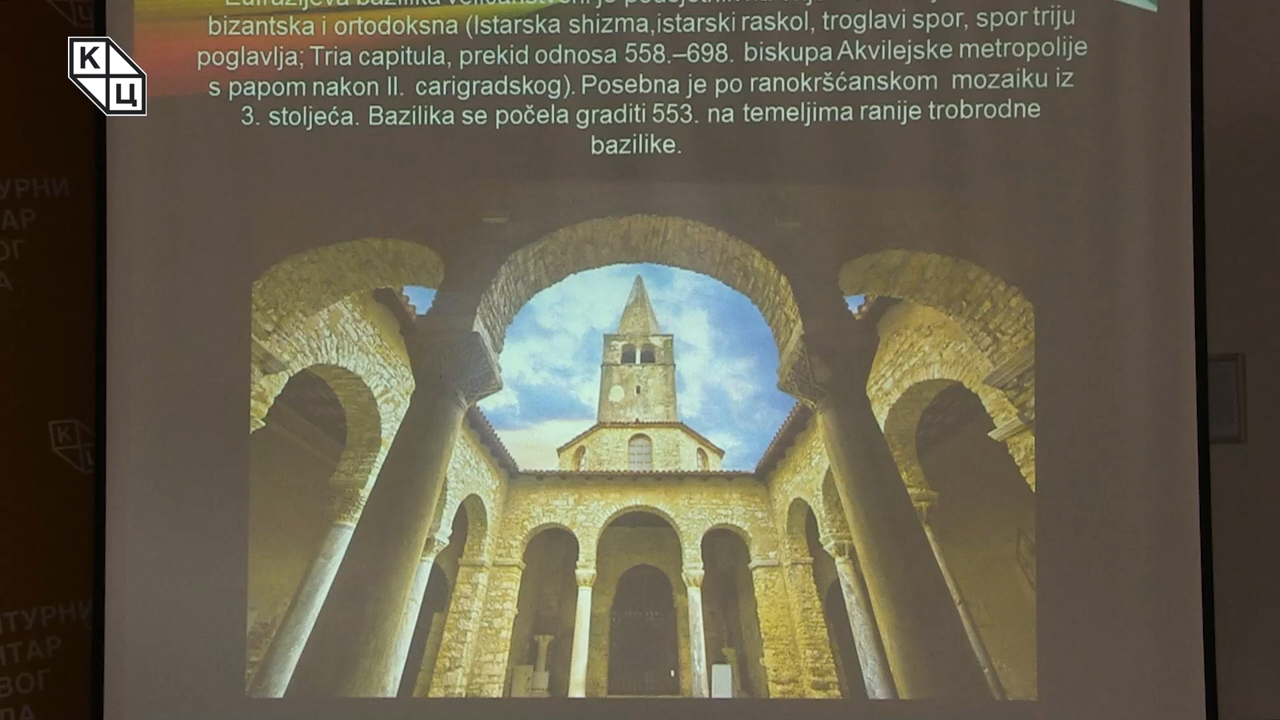 bizantska i ortodoksna (Istarska shizma,istarski raskol, troglavi spor, spor triju
poglavlja; Tria capitula, prekid odnosa 558.–698. biskupa Akvilejske metropolije
s papom nakon II. carigradskog). Posebna je po ranokršćanskom mozaiku iz
3. stoljeća. Bazilika se počela graditi 553. na temeljima ranije trobrodne
bazilike.
К
Ц
К
Ц